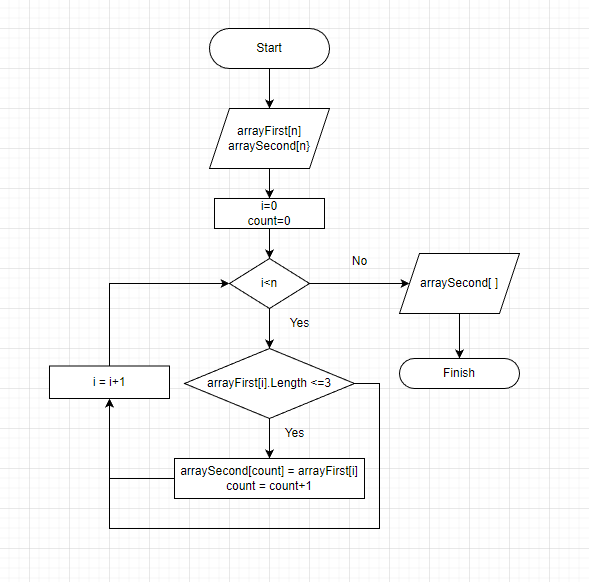 Start
arrayFirst[n]
arraySecond[n}
i=0
count=0
i<n
No
arraySecond[ ]
Yes
arrayFirst[i].Length <=3
i = i+1
Finish
Yes
arraySecond[count] = arrayFirst[i]
count = count+1